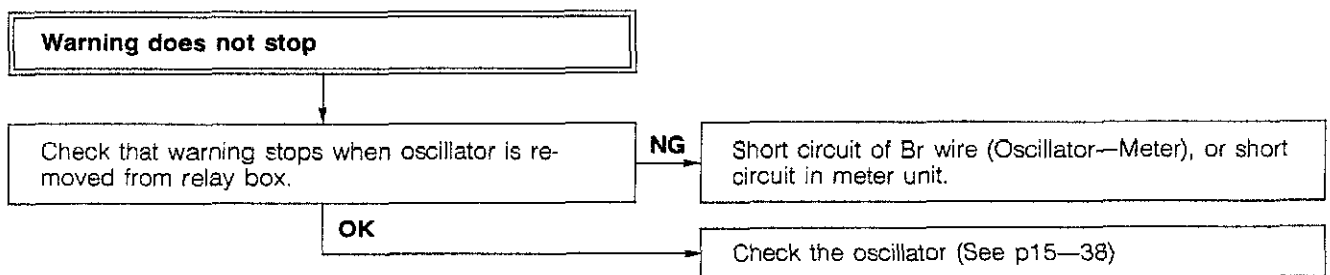 Warning does not stop
Check that warning stops when oscillator is re-
moved from relay box.
NG
Short circuit of Br wire (Oscillator—Meter), or short
circuit in meter unit.
OK
Check the oscillator (See p15—38)